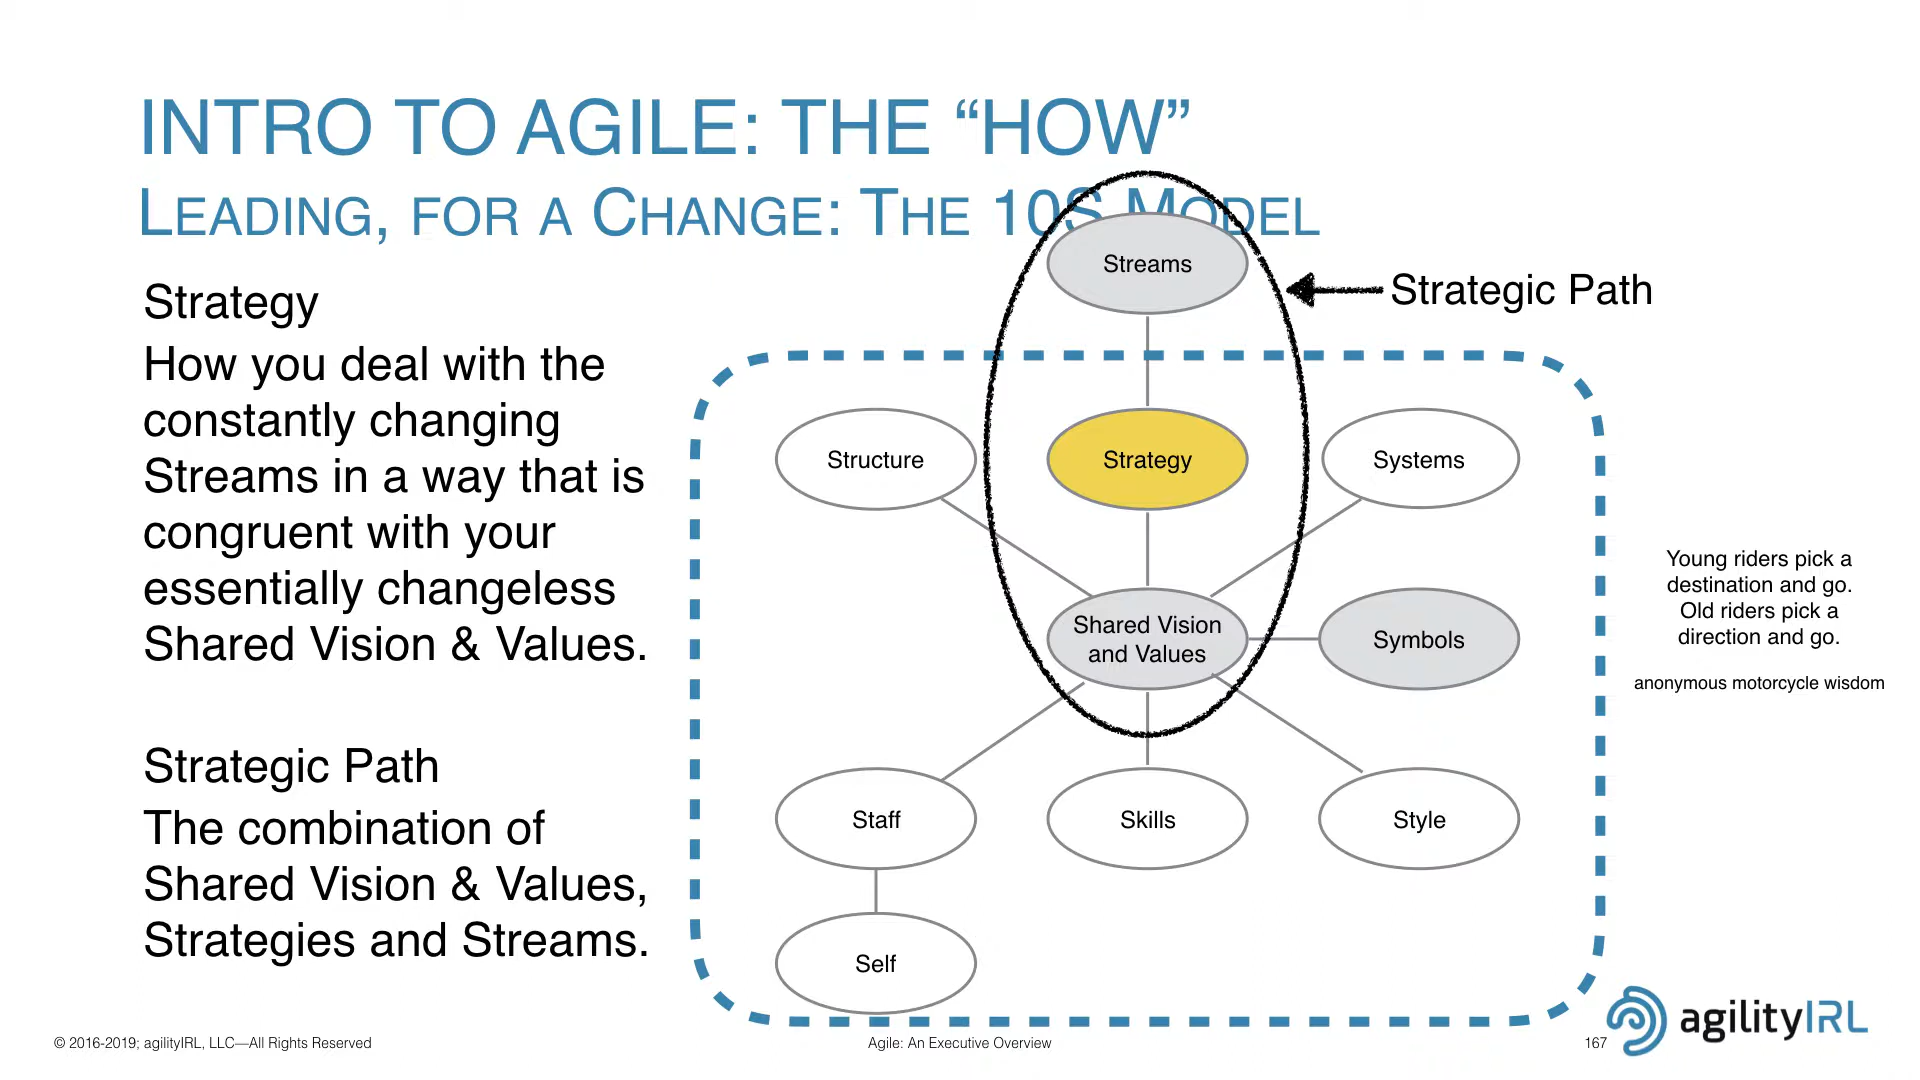 INTRO TO AGILE: THE “HOW”
LEADING, FOR A CHANGE: THE 10S MODEL
Strategy
How you deal with the
constantly changing
Streams in a way that is
congruent with your
essentially changeless
Shared Vision & Values.
Strategic Path
The combination of
Shared Vision & Values,
Strategies and Streams.
Streams
Strategic Path
Structure
Strategy
Systems
Shared Vision
and Values
Symbols
Staff
Skills
Style
Self
Young riders pick a
destination and go.
Old riders pick a
direction and go.
anonymous motorcycle wisdom
© 2016-2019; agilityIRL, LLC—All Rights Reserved
Agile: An Executive Overview
167
agilityIRL